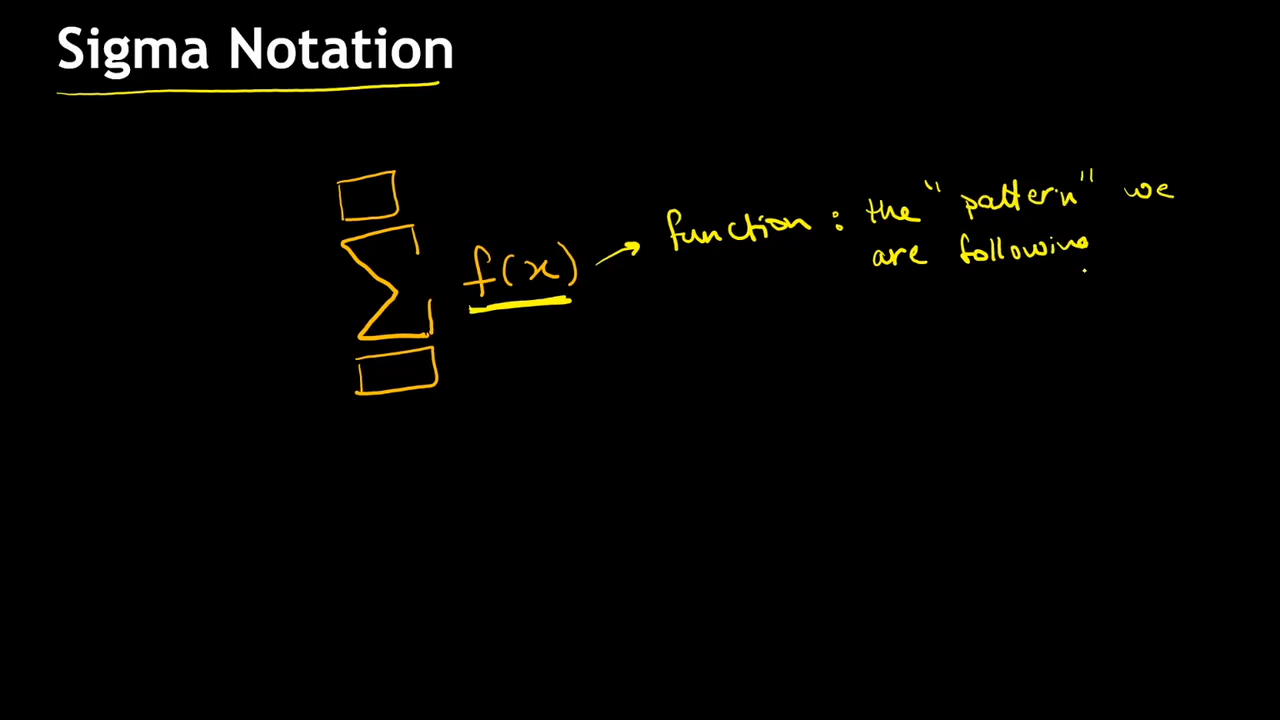 Sigma Notation
∑ f(x) → function : the "pattern" we
are following